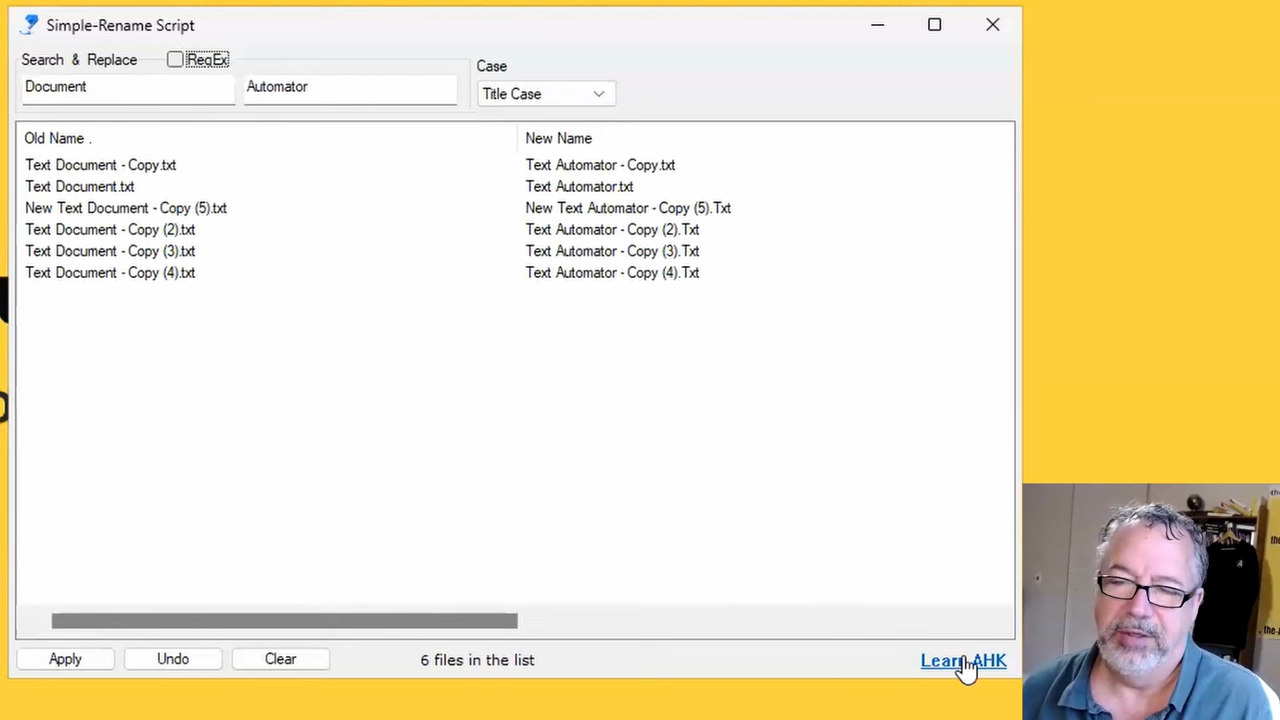 Simple-Rename Script
Search & Replace RegEx
Case
Document Automator
Title Case
Old Name . New Name
Text Document - Copy.txt Text Automator - Copy.txt
Text Document.txt Text Automator.txt
New Text Document - Copy (5).txt New Text Automator - Copy (5).Txt
Text Document - Copy (2).txt Text Automator - Copy (2).Txt
Text Document - Copy (3).txt Text Automator - Copy (3).Txt
Text Document - Copy (4).txt Text Automator - Copy (4).Txt
Apply Undo Clear 6 files in the list Learn AHK